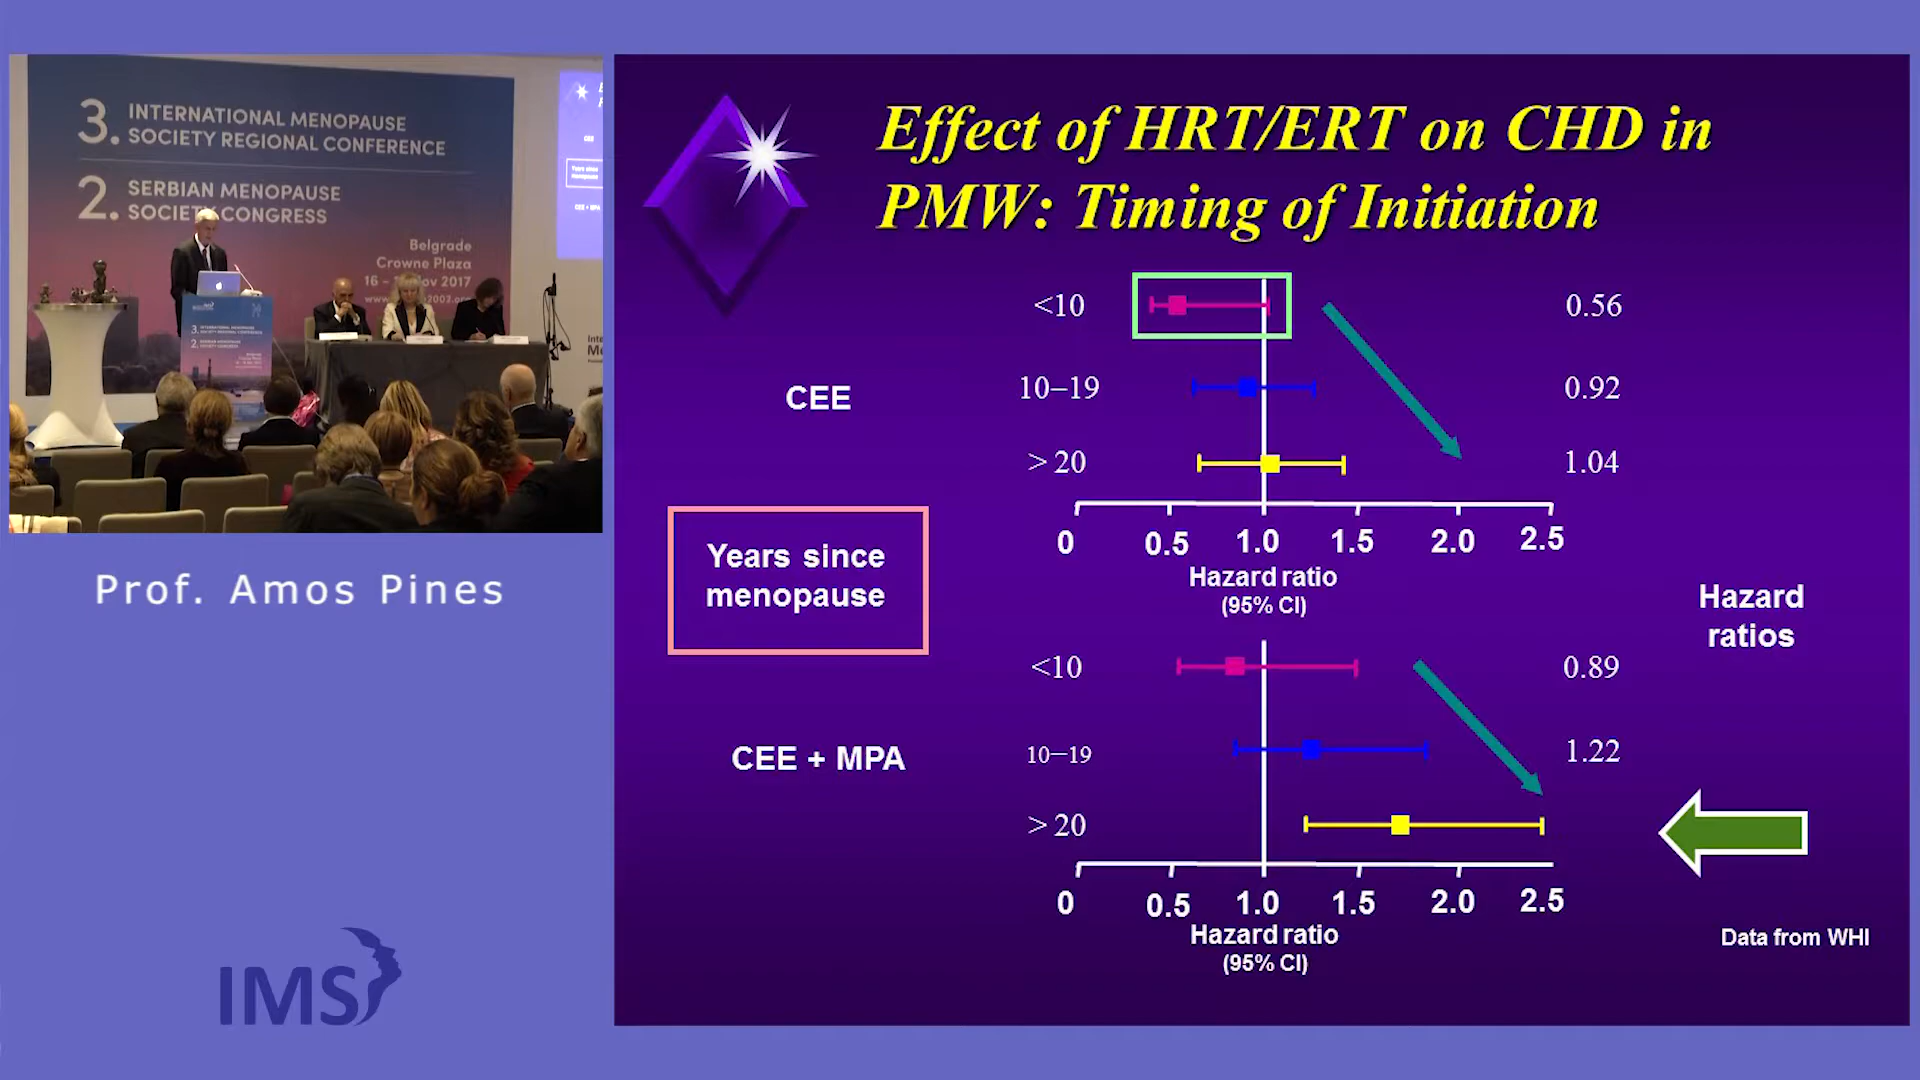 3. INTERNATIONAL MENOPAUSE
SOCIETY REGIONAL CONFERENCE
2. SERBIAN MENOPAUSE
SOCIETY CONGRESS
Belgrade
Crowne Plaza
2017
Prof. Amos Pines
IMS
Effect of HRT/ERT on CHD in
PMW: Timing of Initiation
<10 0.56
10–19 0.92
CEE
> 20 1.04
0 0.5 1.0 1.5 2.0 2.5
Hazard ratio
(95% CI)
Years since
menopause
Hazard
ratios
<10 0.89
10–19 1.22
CEE + MPA
> 20
0 0.5 1.0 1.5 2.0 2.5
Hazard ratio
(95% CI)
Data from WHI